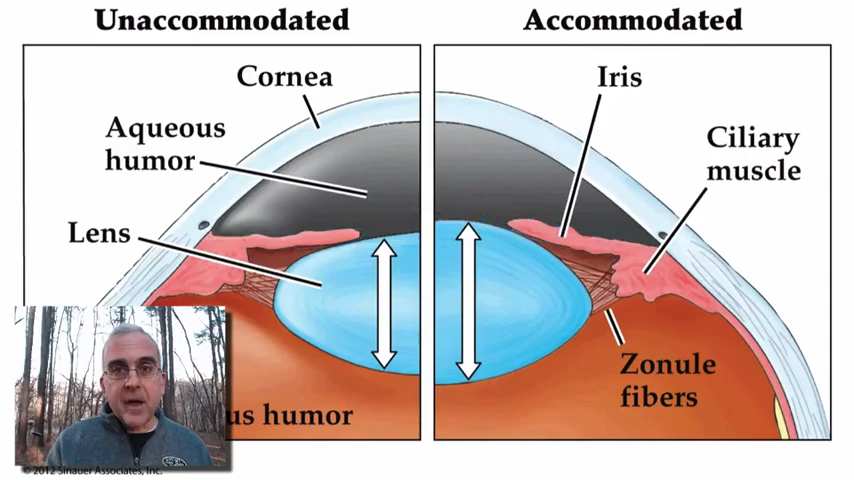 Unaccommodated
Accommodated
Cornea
Iris
Aqueous
humor
Ciliary
muscle
Lens
Zonule
fibers
us humor
© 2012 Sinauer Associates, Inc.